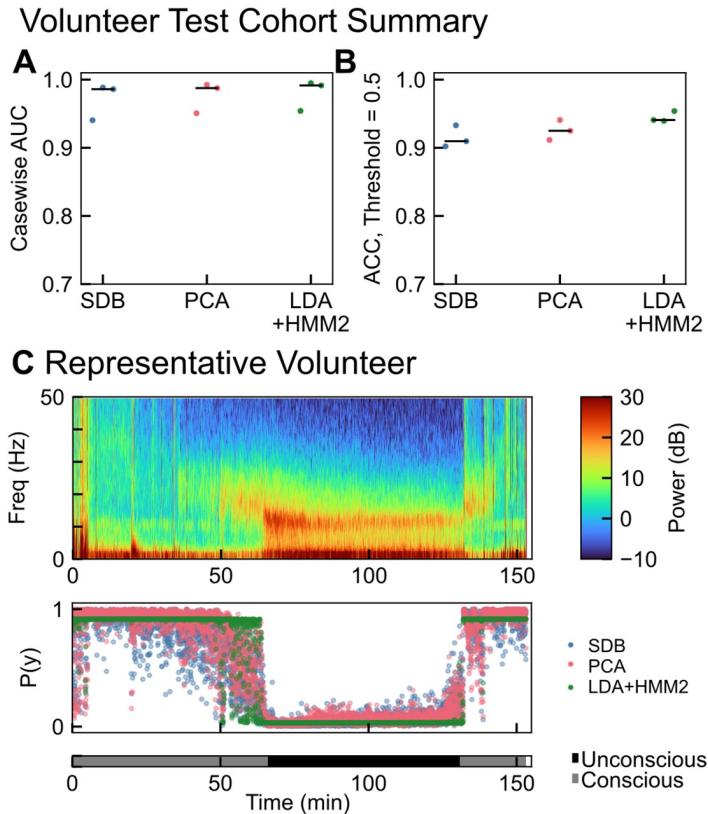 Volunteer Test Cohort Summary
A
B
Casewise AUC
1.0
0.9
0.8
0.7
SDB
PCA
LDA
+HMM2
ACC, Threshold = 0.5
1.0
0.9
0.8
0.7
SDB
PCA
LDA
+HMM2
C Representative Volunteer
Freq (Hz)
50
0
0
50
100
150
30
20
10
0
−10
Power (dB)
P(y)
1
0
SDB
PCA
LDA+HMM2
Unconscious
Conscious
0
50
100
150
Time (min)